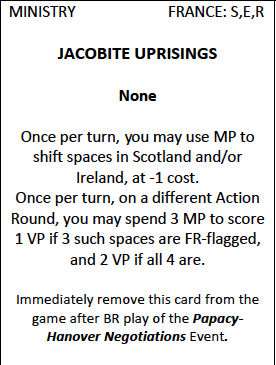 MINISTRY FRANCE: S,E,R
JACOBITE UPRISINGS
None
Once per turn, you may use MP to
shift spaces in Scotland and/or
Ireland, at -1 cost.
Once per turn, on a different Action
Round, you may spend 3 MP to score
1 VP if 3 such spaces are FR-flagged,
and 2 VP if all 4 are.
Immediately remove this card from the
game after BR play of the Papacy-
Hanover Negotiations Event.